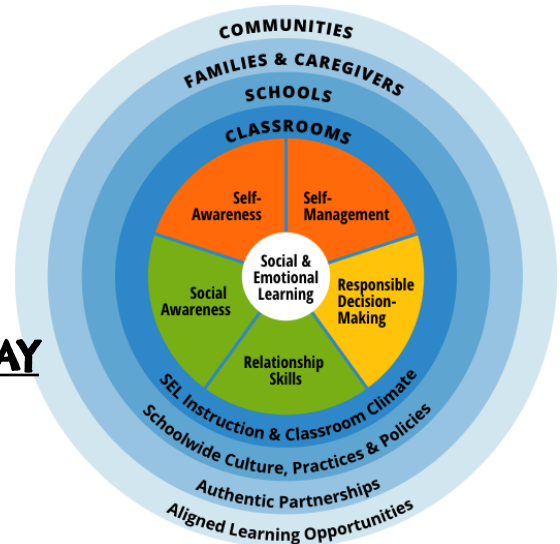 COMMUNITIES
FAMILIES & CAREGIVERS
SCHOOLS
CLASSROOMS
Self-
Awareness
Self-
Management
Social &
Emotional
Learning
Social
Awareness
Responsible
Decision-
Making
Relationship
Skills
AY
SEL Instruction & Classroom Climate
Schoolwide Culture, Practices & Policies
Authentic Partnerships
Aligned Learning Opportunities